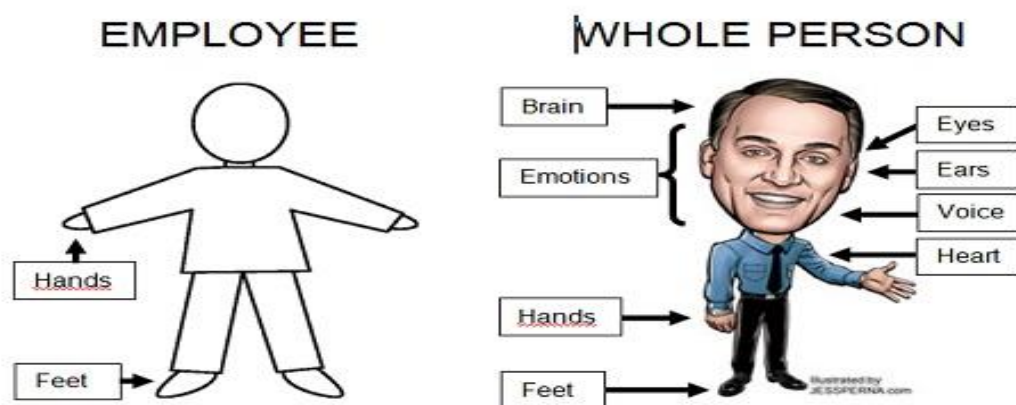 EMPLOYEE
Hands
Feet
WHOLE PERSON
Brain
Emotions
Hands
Feet
Eyes
Ears
Voice
Heart
Illustrated by
JESSPERNA.com